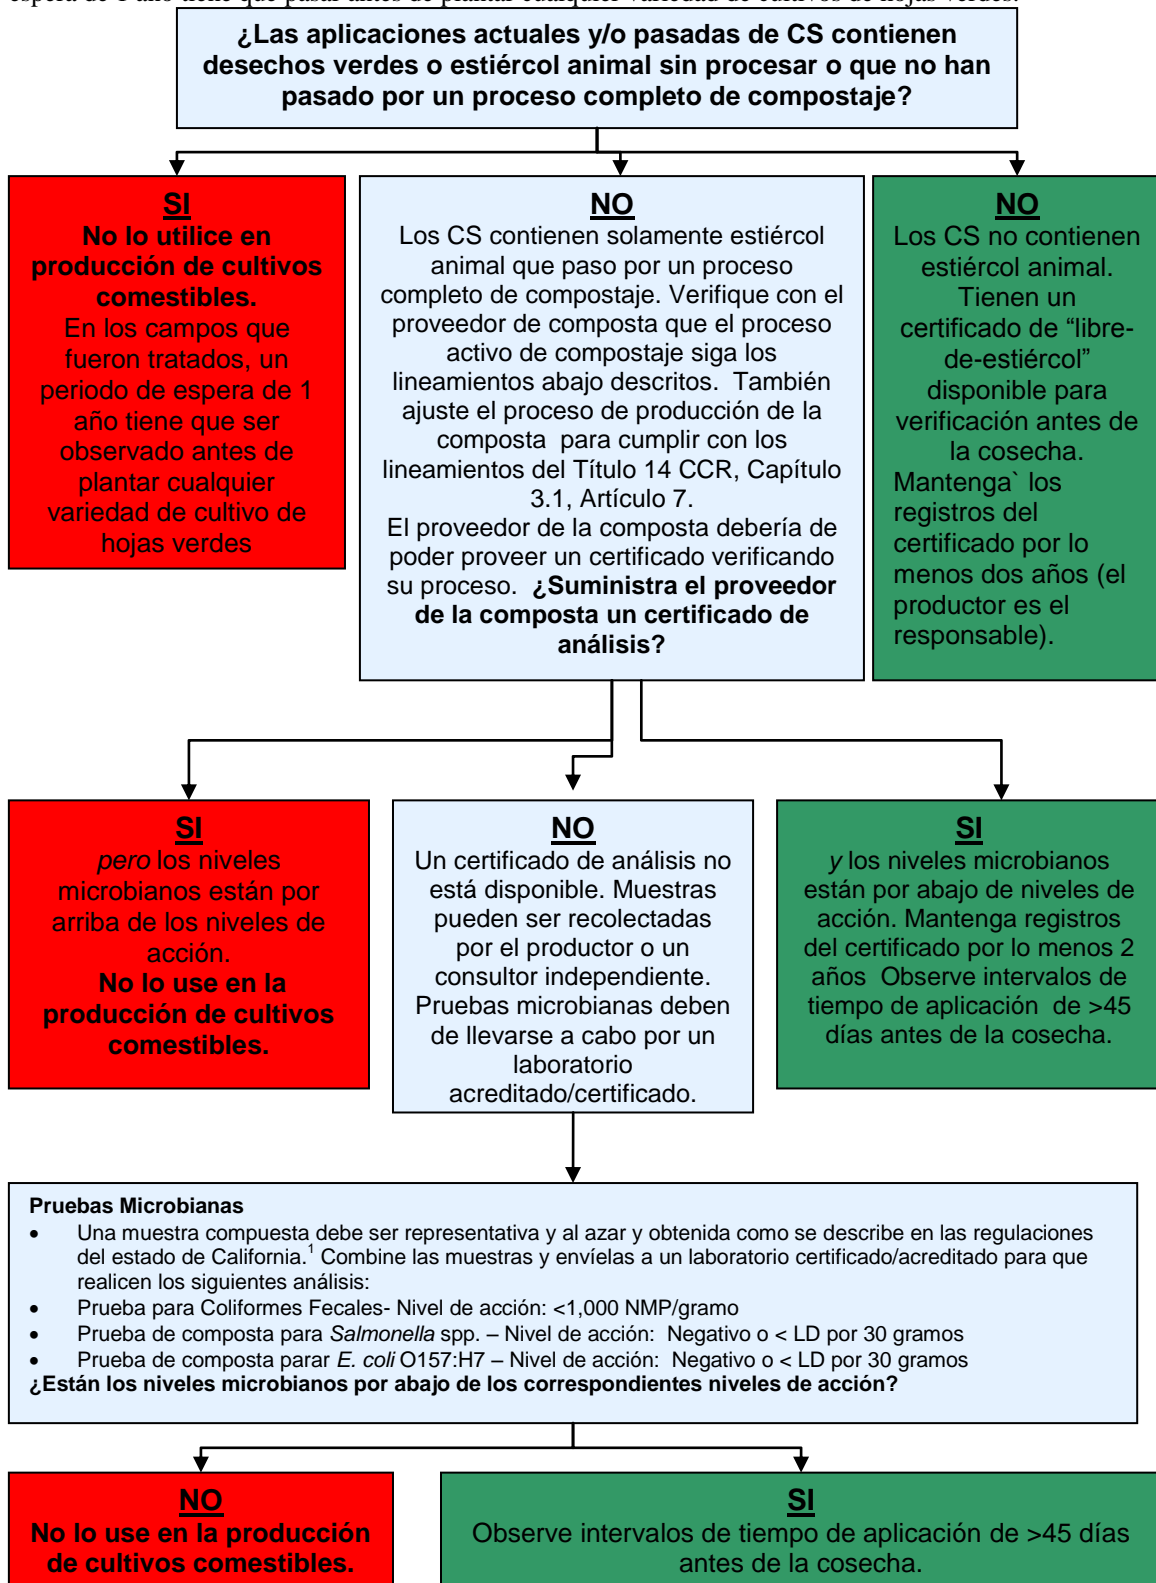 espera de 1 año tiene que pasar antes de plantar cualquier variedad de cultivos de hojas verdes.
¿Las aplicaciones actuales y/o pasadas de CS contienen
desechos verdes o estiércol animal sin procesar o que no han
pasado por un proceso completo de compostaje?
SI
No lo utilice en
producción de cultivos
comestibles.
En los campos que
fueron tratados, un
periodo de espera de 1
año tiene que ser
observado antes de
plantar cualquier
variedad de cultivo de
hojas verdes
NO
Los CS contienen solamente estiércol
animal que paso por un proceso
completo de compostaje. Verifique con el
proveedor de composta que el proceso
activo de compostaje siga los
lineamientos abajo descritos. También
ajuste el proceso de producción de la
composta para cumplir con los
lineamientos del Título 14 CCR, Capítulo
3.1, Artículo 7.
El proveedor de la composta debería de
poder proveer un certificado verificando
su proceso. ¿Suministra el proveedor
de la composta un certificado de
análisis?
NO
Los CS no contienen
estiércol animal.
Tienen un
certificado de “libre-
de-estiércol”
disponible para
verificación antes de
la cosecha.
Mantenga` los
registros del
certificado por lo
menos dos años (el
productor es el
responsable).
SI
pero los niveles
microbianos están por
arriba de los niveles de
acción.
No lo use en la
producción de cultivos
comestibles.
NO
Un certificado de análisis no
está disponible. Muestras
pueden ser recolectadas
por el productor o un
consultor independiente.
Pruebas microbianas deben
de llevarse a cabo por un
laboratorio
acreditado/certificado.
SI
y los niveles microbianos
están por abajo de niveles de
acción. Mantenga registros
del certificado por lo menos 2
años Observe intervalos de
tiempo de aplicación de >45
días antes de la cosecha.
Pruebas Microbianas
• Una muestra compuesta debe ser representativa y al azar y obtenida como se describe en las regulaciones
del estado de California.¹ Combine las muestras y envíelas a un laboratorio certificado/acreditado para que
realicen los siguientes análisis:
• Prueba para Coliformes Fecales- Nivel de acción: <1,000 NMP/gramo
• Prueba de composta para Salmonella spp. – Nivel de acción: Negativo o < LD por 30 gramos
• Prueba de composta parar E. coli O157:H7 – Nivel de acción: Negativo o < LD por 30 gramos
¿Están los niveles microbianos por abajo de los correspondientes niveles de acción?
NO
No lo use en la producción
de cultivos comestibles.
SI
Observe intervalos de tiempo de aplicación de >45 días
antes de la cosecha.